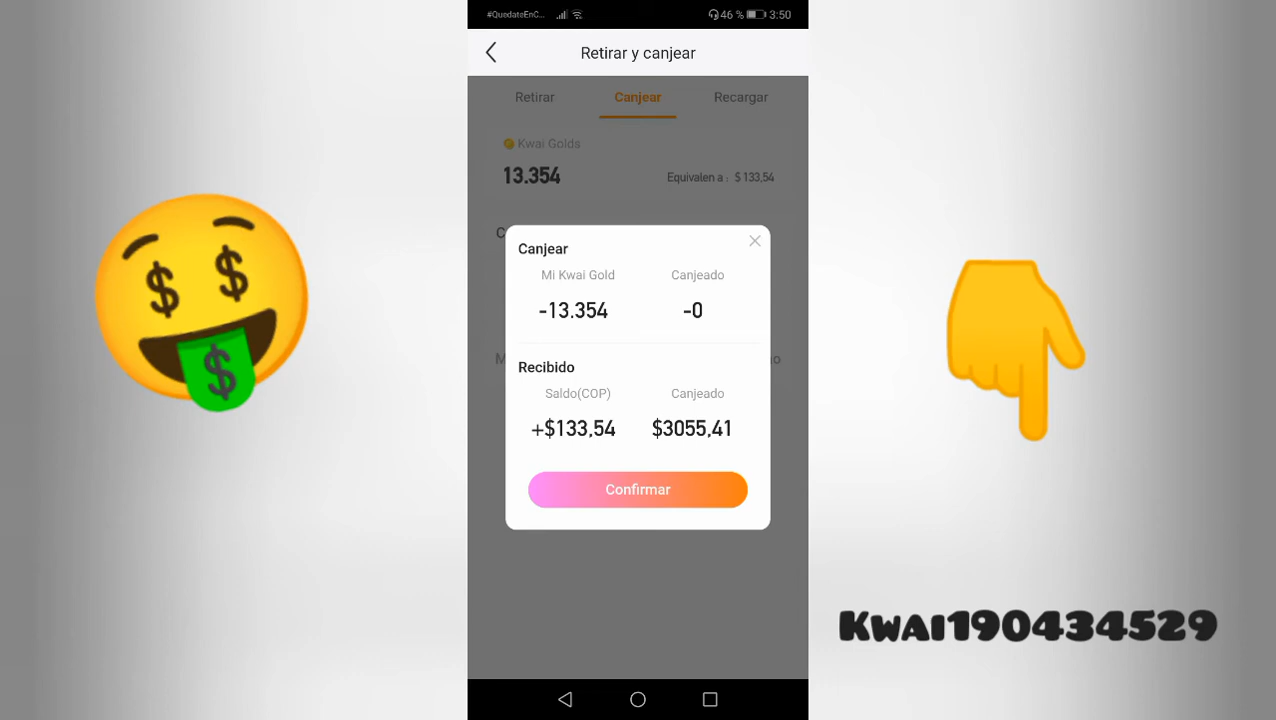 #QuedateEnC...
46 %
3:50
Retirar y canjear
Retirar
Canjear
Recargar
Kwai Golds
13.354
Equivalen a : $ 133,54
Canjear
Mi Kwai Gold
Canjeado
-13.354
-0
Recibido
Saldo(COP)
Canjeado
+$133,54
$3055,41
Confirmar
Kwai190434529